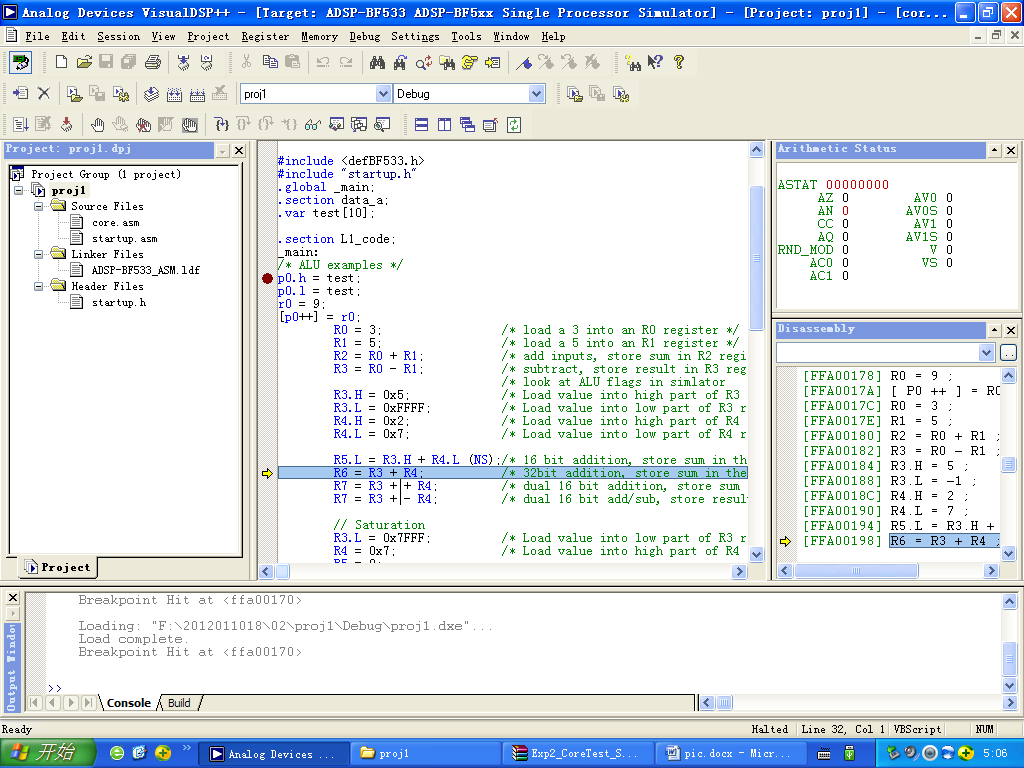 Analog Devices VisualDSP++ - [Target: ADSP-BF533 ADSP-BF5xx Single Processor Simulator] - [Project: proj1] - [cor...
File Edit Session View Project Register Memory Debug Settings Tools Window Help
proj1 Debug
Project: proj1.dpj
Project Group (1 project)
proj1
Source Files
core.asm
startup.asm
Linker Files
ADSP-BF533_ASM.ldf
Header Files
startup.h
Project
#include <defBF533.h>
#include "startup.h"
.global _main;
.section data_a;
.var test[10];
.section L1_code;
_main:
/* ALU examples */
p0.h = test;
p0.l = test;
r0 = 9;
[p0++] = r0;
R0 = 3; /* load a 3 into an R0 register */
R1 = 5; /* load a 5 into an R1 register */
R2 = R0 + R1; /* add inputs, store sum in R2 regi
R3 = R0 - R1; /* subtract, store result in R3 reg
/* look at ALU flags in simlator
R3.H = 0x5; /* Load value into high part of R3
R3.L = 0xFFFF; /* Load value into low part of R3 r
R4.H = 0x2; /* Load value into high part of R4
R4.L = 0x7; /* Load value into low part of R4 r
R5.L = R3.H + R4.L (NS);/* 16 bit addition, store sum in th
R6 = R3 + R4; /* 32bit addition, store sum in the
R7 = R3 +|+ R4; /* dual 16 bit addition, store sum
R7 = R3 +|- R4; /* dual 16 bit add/sub, store resul
// Saturation
R3.L = 0x7FFF; /* Load value into low part of R3 r
R4 = 0x7; /* Load value into high part of R4
Arithmetic Status
ASTAT 00000000
AZ 0 AV0 0
AN 0 AV0S 0
CC 0 AV1 0
AQ 0 AV1S 0
RND_MOD 0 V 0
AC0 0 VS 0
AC1 0
Disassembly
[FFA00178] R0 = 9 ;
[FFA0017A] [ P0 ++ ] = R0
[FFA0017C] R0 = 3 ;
[FFA0017E] R1 = 5 ;
[FFA00180] R2 = R0 + R1 ;
[FFA00182] R3 = R0 - R1 ;
[FFA00184] R3.H = 5 ;
[FFA00188] R3.L = -1 ;
[FFA0018C] R4.H = 2 ;
[FFA00190] R4.L = 7 ;
[FFA00194] R5.L = R3.H +
[FFA00198] R6 = R3 + R4 ;
Output Window
Breakpoint Hit at <ffa00170>
Loading: "F:\2012011018\02\proj1\Debug\proj1.dxe"...
Load complete.
Breakpoint Hit at <ffa00170>
>>
Console Build
Ready Halted Line 32, Col 1 VBScript NUM
开始 Analog Devices ... proj1 Exp2_CoreTest_S... pic.docx - Micr... 5:06